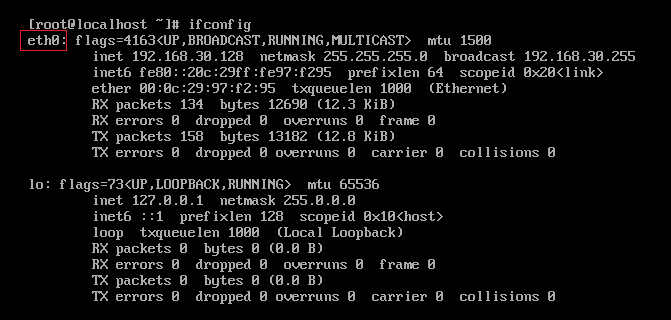 [root@localhost ~]# ifconfig
eth0: flags=4163<UP,BROADCAST,RUNNING,MULTICAST>  mtu 1500
        inet 192.168.30.128  netmask 255.255.255.0  broadcast 192.168.30.255
        inet6 fe80::20c:29ff:fe97:f295  prefixlen 64  scopeid 0x20<link>
        ether 00:0c:29:97:f2:95  txqueuelen 1000  (Ethernet)
        RX packets 134  bytes 12690 (12.3 KiB)
        RX errors 0  dropped 0  overruns 0  frame 0
        TX packets 158  bytes 13182 (12.8 KiB)
        TX errors 0  dropped 0 overruns 0  carrier 0  collisions 0

lo: flags=73<UP,LOOPBACK,RUNNING>  mtu 65536
        inet 127.0.0.1  netmask 255.0.0.0
        inet6 ::1  prefixlen 128  scopeid 0x10<host>
        loop  txqueuelen 1000  (Local Loopback)
        RX packets 0  bytes 0 (0.0 B)
        RX errors 0  dropped 0  overruns 0  frame 0
        TX packets 0  bytes 0 (0.0 B)
        TX errors 0  dropped 0 overruns 0  carrier 0  collisions 0